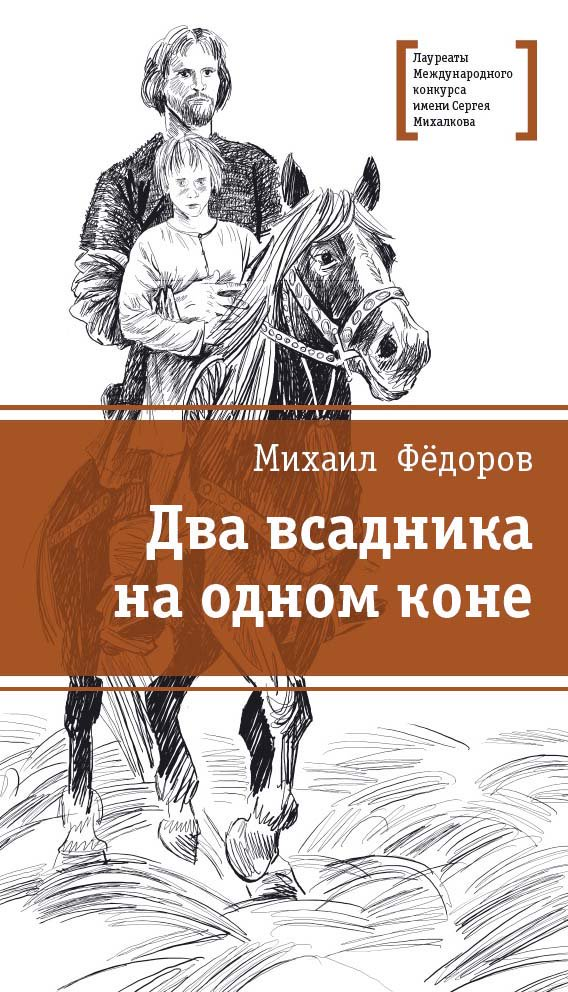 Лауреаты
Международного
конкурса
имени Сергея
Михалкова
Михаил Фёдоров
Два всадника
на одном коне